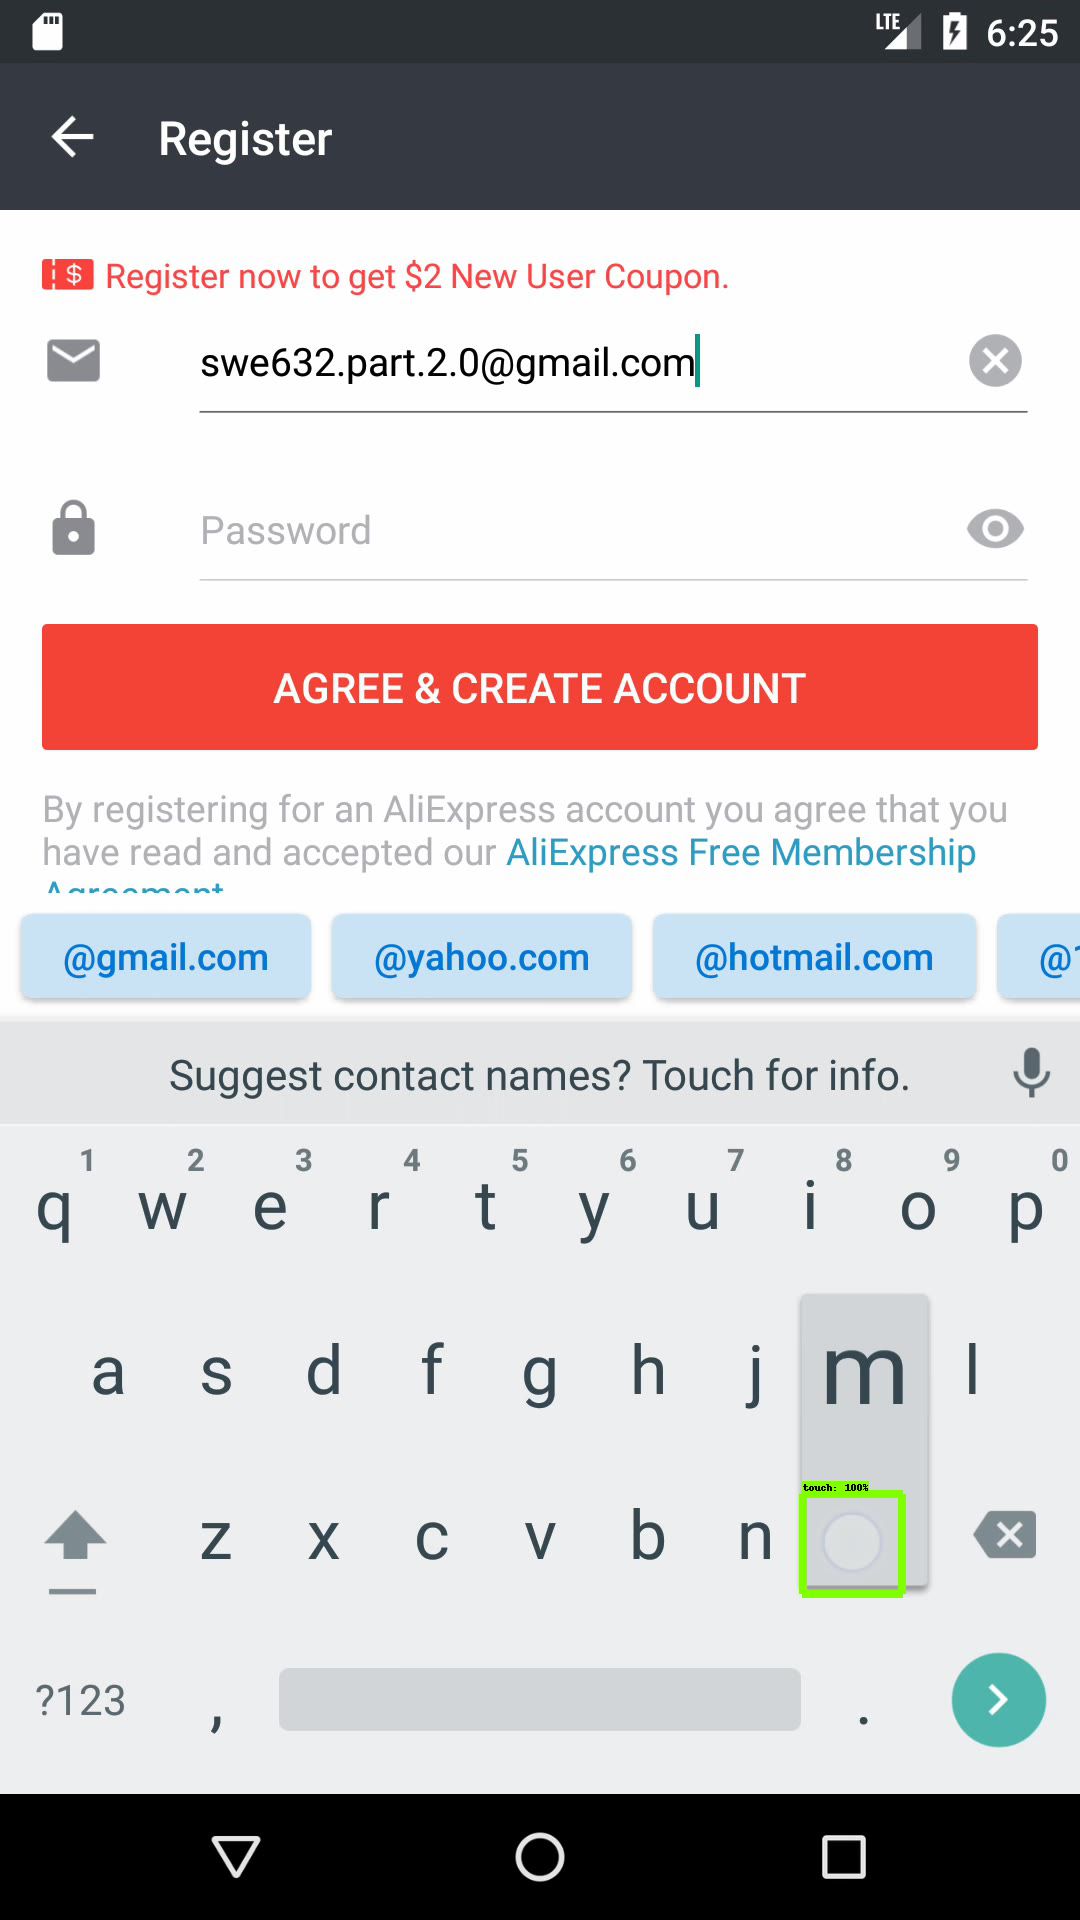 LTE 6:25
Register
$ Register now to get $2 New User Coupon.
swe632.part.2.0@gmail.com
Password
AGREE & CREATE ACCOUNT
By registering for an AliExpress account you agree that you
have read and accepted our AliExpress Free Membership
Agreement
@gmail.com @yahoo.com @hotmail.com @1
Suggest contact names? Touch for info.
1 2 3 4 5 6 7 8 9 0
q w e r t y u i o p
a s d f g h j m l
touch: 100%
z x c v b n
?123 , .